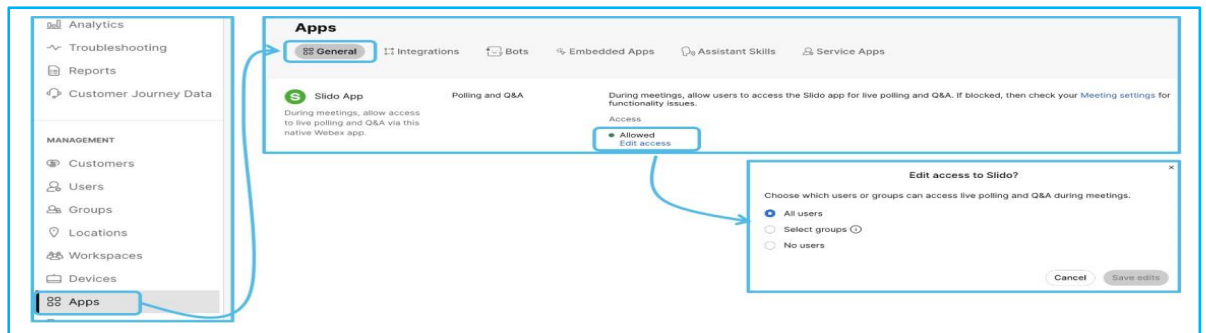 Analytics
Troubleshooting
Reports
Customer Journey Data
MANAGEMENT
Customers
Users
Groups
Locations
Workspaces
Devices
Apps
Apps
General
Integrations
Bots
Embedded Apps
Assistant Skills
Service Apps
S
Slido App
During meetings, allow access
to live polling and Q&A via this
native Webex app.
Polling and Q&A
During meetings, allow users to access the Slido app for live polling and Q&A. If blocked, then check your Meeting settings for
functionality issues.
Access
Allowed
Edit access
Edit access to Slido?
×
Choose which users or groups can access live polling and Q&A during meetings.
All users
Select groups
No users
Cancel
Save edits